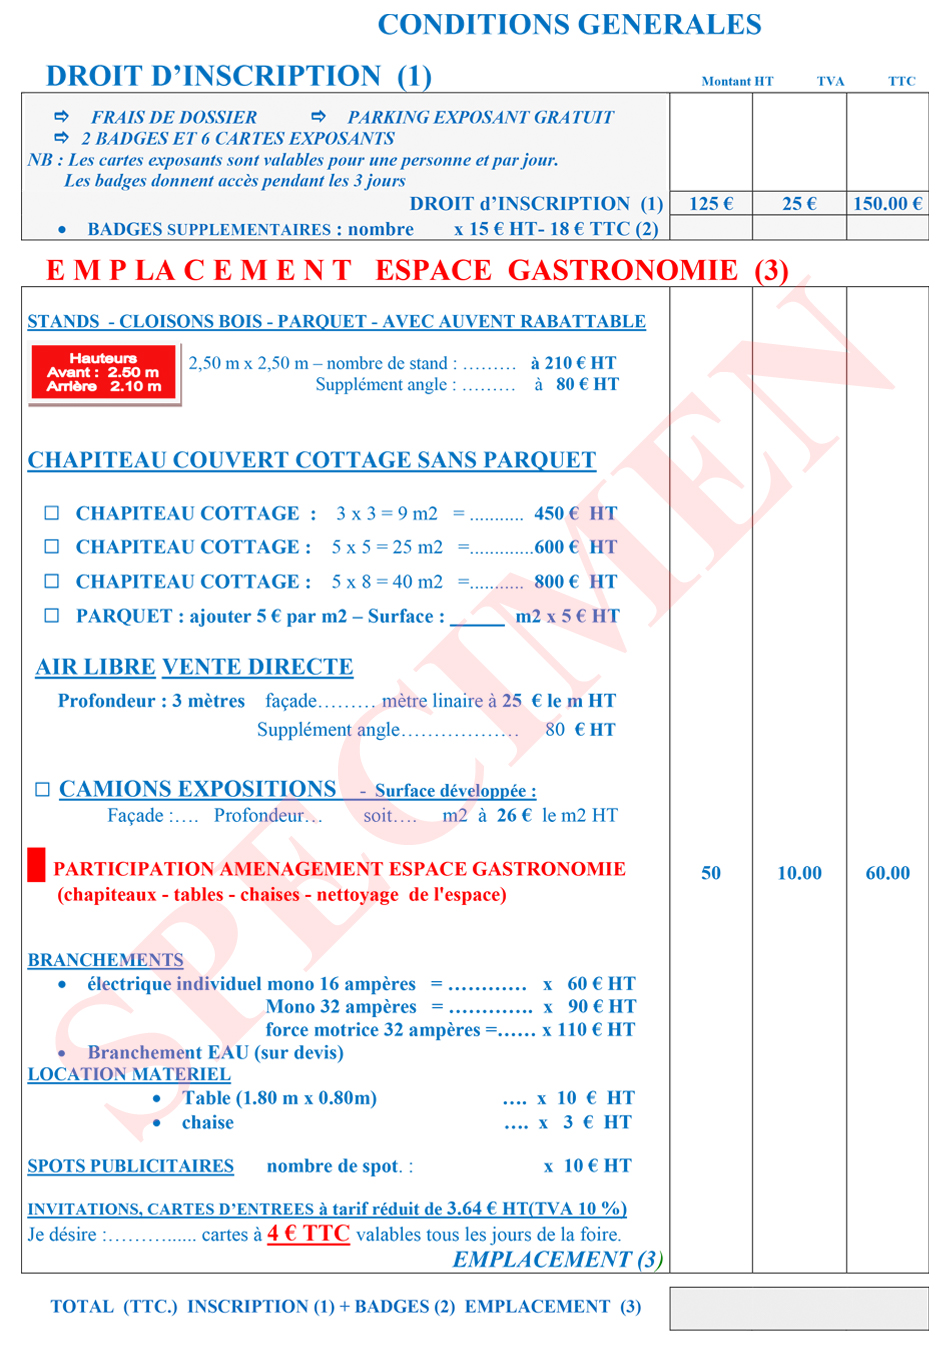 CONDITIONS GENERALES
DROIT D’INSCRIPTION (1) Montant HT TVA TTC
⇨ FRAIS DE DOSSIER ⇨ PARKING EXPOSANT GRATUIT
⇨ 2 BADGES ET 6 CARTES EXPOSANTS
NB : Les cartes exposants sont valables pour une personne et par jour.
Les badges donnent accès pendant les 3 jours
DROIT d’INSCRIPTION (1) 125 € 25 € 150.00 €
• BADGES SUPPLEMENTAIRES : nombre x 15 € HT- 18 € TTC (2)
E M P LA C E M E N T ESPACE GASTRONOMIE (3)
STANDS - CLOISONS BOIS - PARQUET - AVEC AUVENT RABATTABLE
Hauteurs
Avant : 2.50 m
Arrière 2.10 m
2,50 m x 2,50 m – nombre de stand : ……… à 210 € HT
Supplément angle : ……… à 80 € HT
CHAPITEAU COUVERT COTTAGE SANS PARQUET
☐ CHAPITEAU COTTAGE : 3 x 3 = 9 m2 = ........... 450 € HT
☐ CHAPITEAU COTTAGE : 5 x 5 = 25 m2 =.............600 € HT
☐ CHAPITEAU COTTAGE : 5 x 8 = 40 m2 =........... 800 € HT
☐ PARQUET : ajouter 5 € par m2 – Surface : _____ m2 x 5 € HT
AIR LIBRE VENTE DIRECTE
Profondeur : 3 mètres façade……… mètre linaire à 25 € le m HT
Supplément angle……………… 80 € HT
☐ CAMIONS EXPOSITIONS - Surface développée :
Façade :…. Profondeur… soit…. m2 à 26 € le m2 HT
PARTICIPATION AMENAGEMENT ESPACE GASTRONOMIE 50 10.00 60.00
(chapiteaux - tables - chaises - nettoyage de l'espace)
BRANCHEMENTS
• électrique individuel mono 16 ampères = ………… x 60 € HT
Mono 32 ampères = …………. x 90 € HT
force motrice 32 ampères =…… x 110 € HT
• Branchement EAU (sur devis)
LOCATION MATERIEL
• Table (1.80 m x 0.80m) …. x 10 € HT
• chaise …. x 3 € HT
SPOTS PUBLICITAIRES nombre de spot. : x 10 € HT
INVITATIONS, CARTES D’ENTREES à tarif réduit de 3.64 € HT(TVA 10 %)
Je désire :………...... cartes à 4 € TTC valables tous les jours de la foire.
EMPLACEMENT (3)
TOTAL (TTC.) INSCRIPTION (1) + BADGES (2) EMPLACEMENT (3)
SPECIMEN